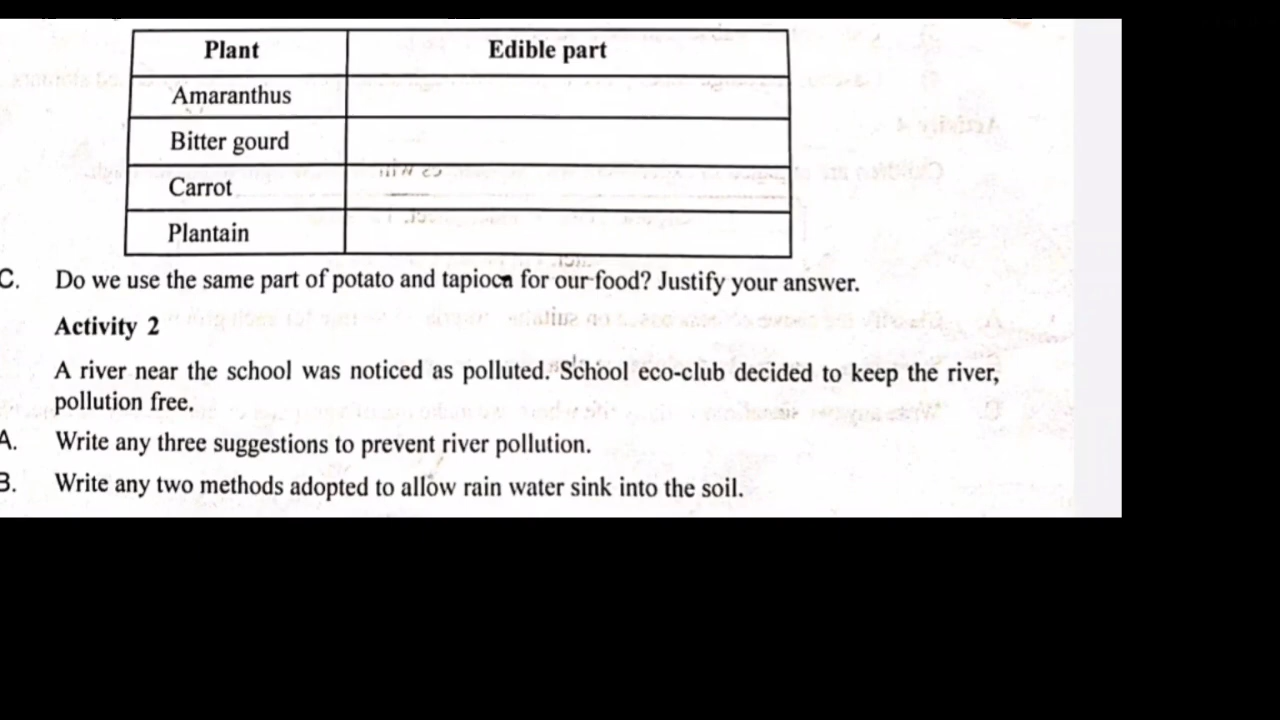 Plant Edible part
Amaranthus
Bitter gourd
Carrot
Plantain
C. Do we use the same part of potato and tapioca for our food? Justify your answer.
Activity 2
A river near the school was noticed as polluted. School eco-club decided to keep the river,
pollution free.
A. Write any three suggestions to prevent river pollution.
B. Write any two methods adopted to allow rain water sink into the soil.